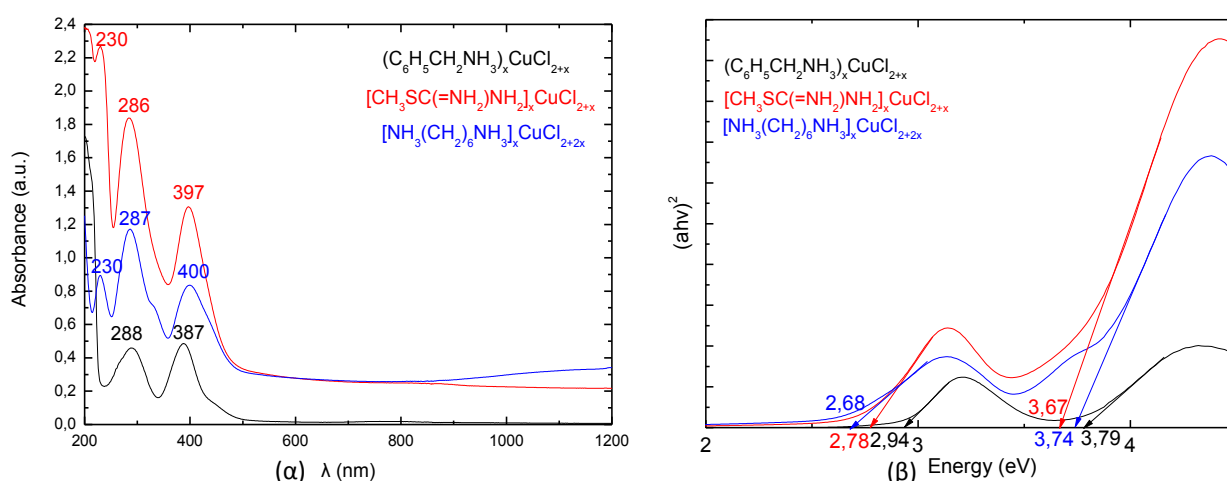 2,4
2,2
2,0
1,8
1,6
1,4
1,2
1,0
0,8
0,6
0,4
0,2
0,0
Absorbance (a.u.)
230
286
397
287
230
400
288
387
(C₆H₅CH₂NH₃)ₓCuCl₂₊ₓ
[CH₃SC(=NH₂)NH₂]ₓCuCl₂₊ₓ
[NH₃(CH₂)₆NH₃]ₓCuCl₂₊₂ₓ
200 400 600 800 1000 1200
(α) λ (nm)
(C₆H₅CH₂NH₃)ₓCuCl₂₊ₓ
[CH₃SC(=NH₂)NH₂]ₓCuCl₂₊ₓ
[NH₃(CH₂)₆NH₃]ₓCuCl₂₊₂ₓ
(ahv)²
2,68
3,67
2 3 4
2,78 2,94 3,74 3,79
(β) Energy (eV)